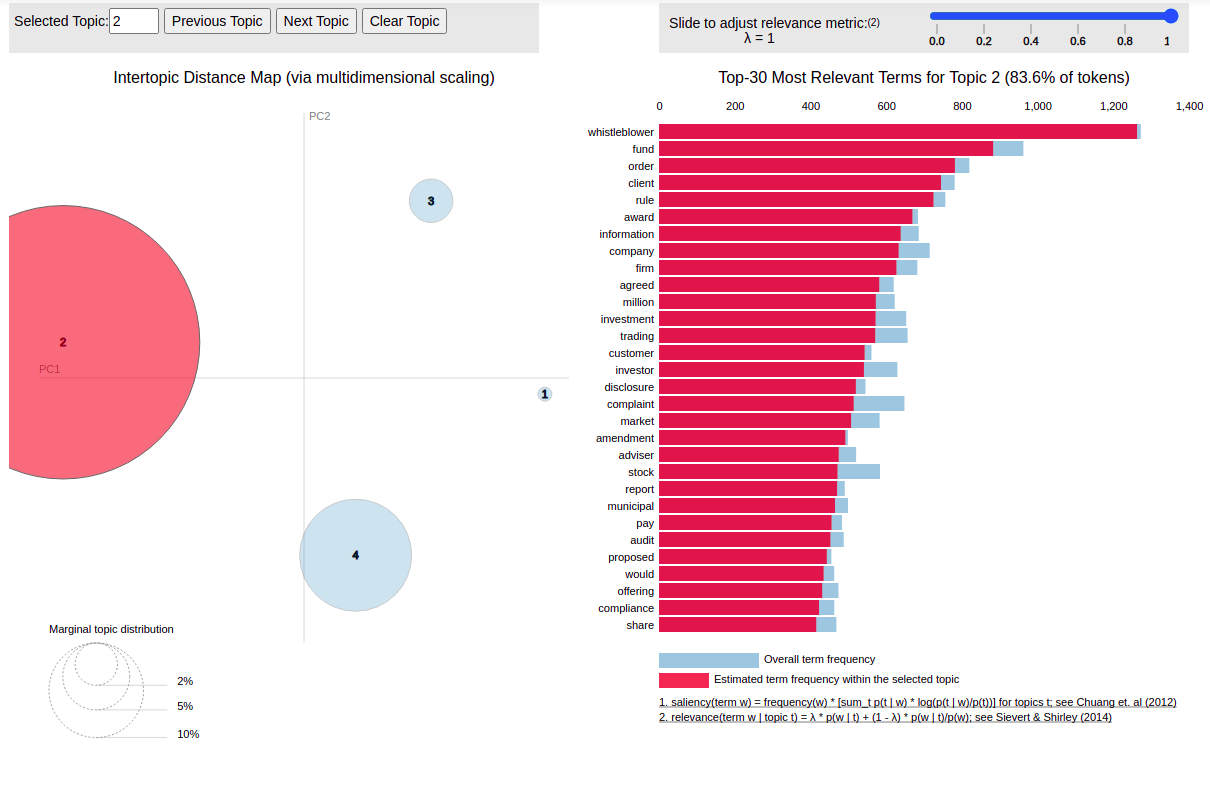 Selected Topic: 2 Previous Topic Next Topic Clear Topic
Slide to adjust relevance metric:(2)
λ = 1
0.0 0.2 0.4 0.6 0.8 1
Intertopic Distance Map (via multidimensional scaling)
PC2
3
2
PC1
1
4
Marginal topic distribution
2%
5%
10%
Top-30 Most Relevant Terms for Topic 2 (83.6% of tokens)
0 200 400 600 800 1,000 1,200 1,400
whistleblower
fund
order
client
rule
award
information
company
firm
agreed
million
investment
trading
customer
investor
disclosure
complaint
market
amendment
adviser
stock
report
municipal
pay
audit
proposed
would
offering
compliance
share
Overall term frequency
Estimated term frequency within the selected topic
1. saliency(term w) = frequency(w) * [sum_t p(t | w) * log(p(t | w)/p(t))] for topics t; see Chuang et. al (2012)
2. relevance(term w | topic t) = λ * p(w | t) + (1 - λ) * p(w | t)/p(w); see Sievert & Shirley (2014)